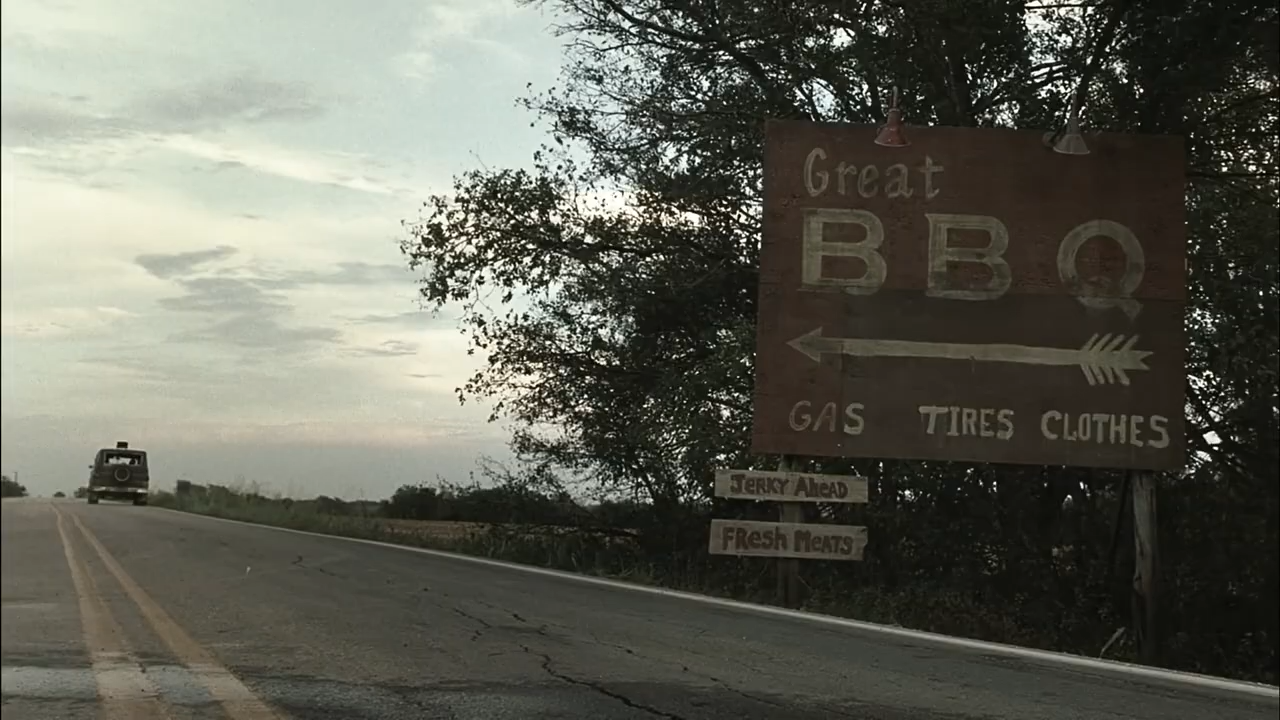 Great
BBQ
GAS TIRES CLOTHES
JERKY AHEAD
FRESH MEATS